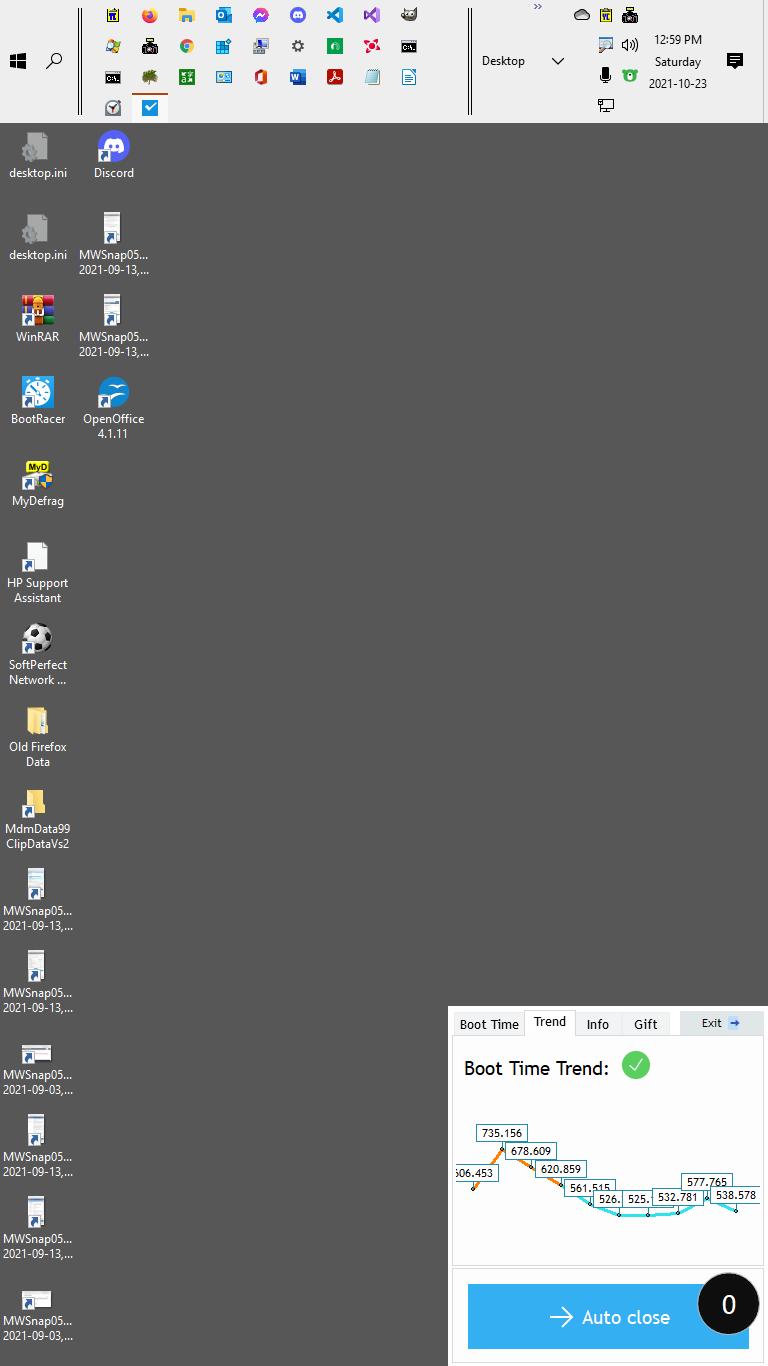 »
12:59 PM
Desktop
Saturday
2021-10-23
desktop.ini
Discord
desktop.ini
MWSnap05...
2021-09-13,...
WinRAR
MWSnap05...
2021-09-13,...
BootRacer
OpenOffice
4.1.11
MyD
MyDefrag
HP Support
Assistant
SoftPerfect
Network ...
Old Firefox
Data
MdmData99
ClipDataVs2
MWSnap05...
2021-09-13,...
MWSnap05...
2021-09-13,...
MWSnap05...
2021-09-03,...
MWSnap05...
2021-09-13,...
MWSnap05...
2021-09-13,...
MWSnap05...
2021-09-03,...
Boot Time Trend Info Gift Exit
Boot Time Trend:
735.156
678.609
606.453
620.859
561.515
526.
525.
532.781
577.765
538.578
Auto close
0